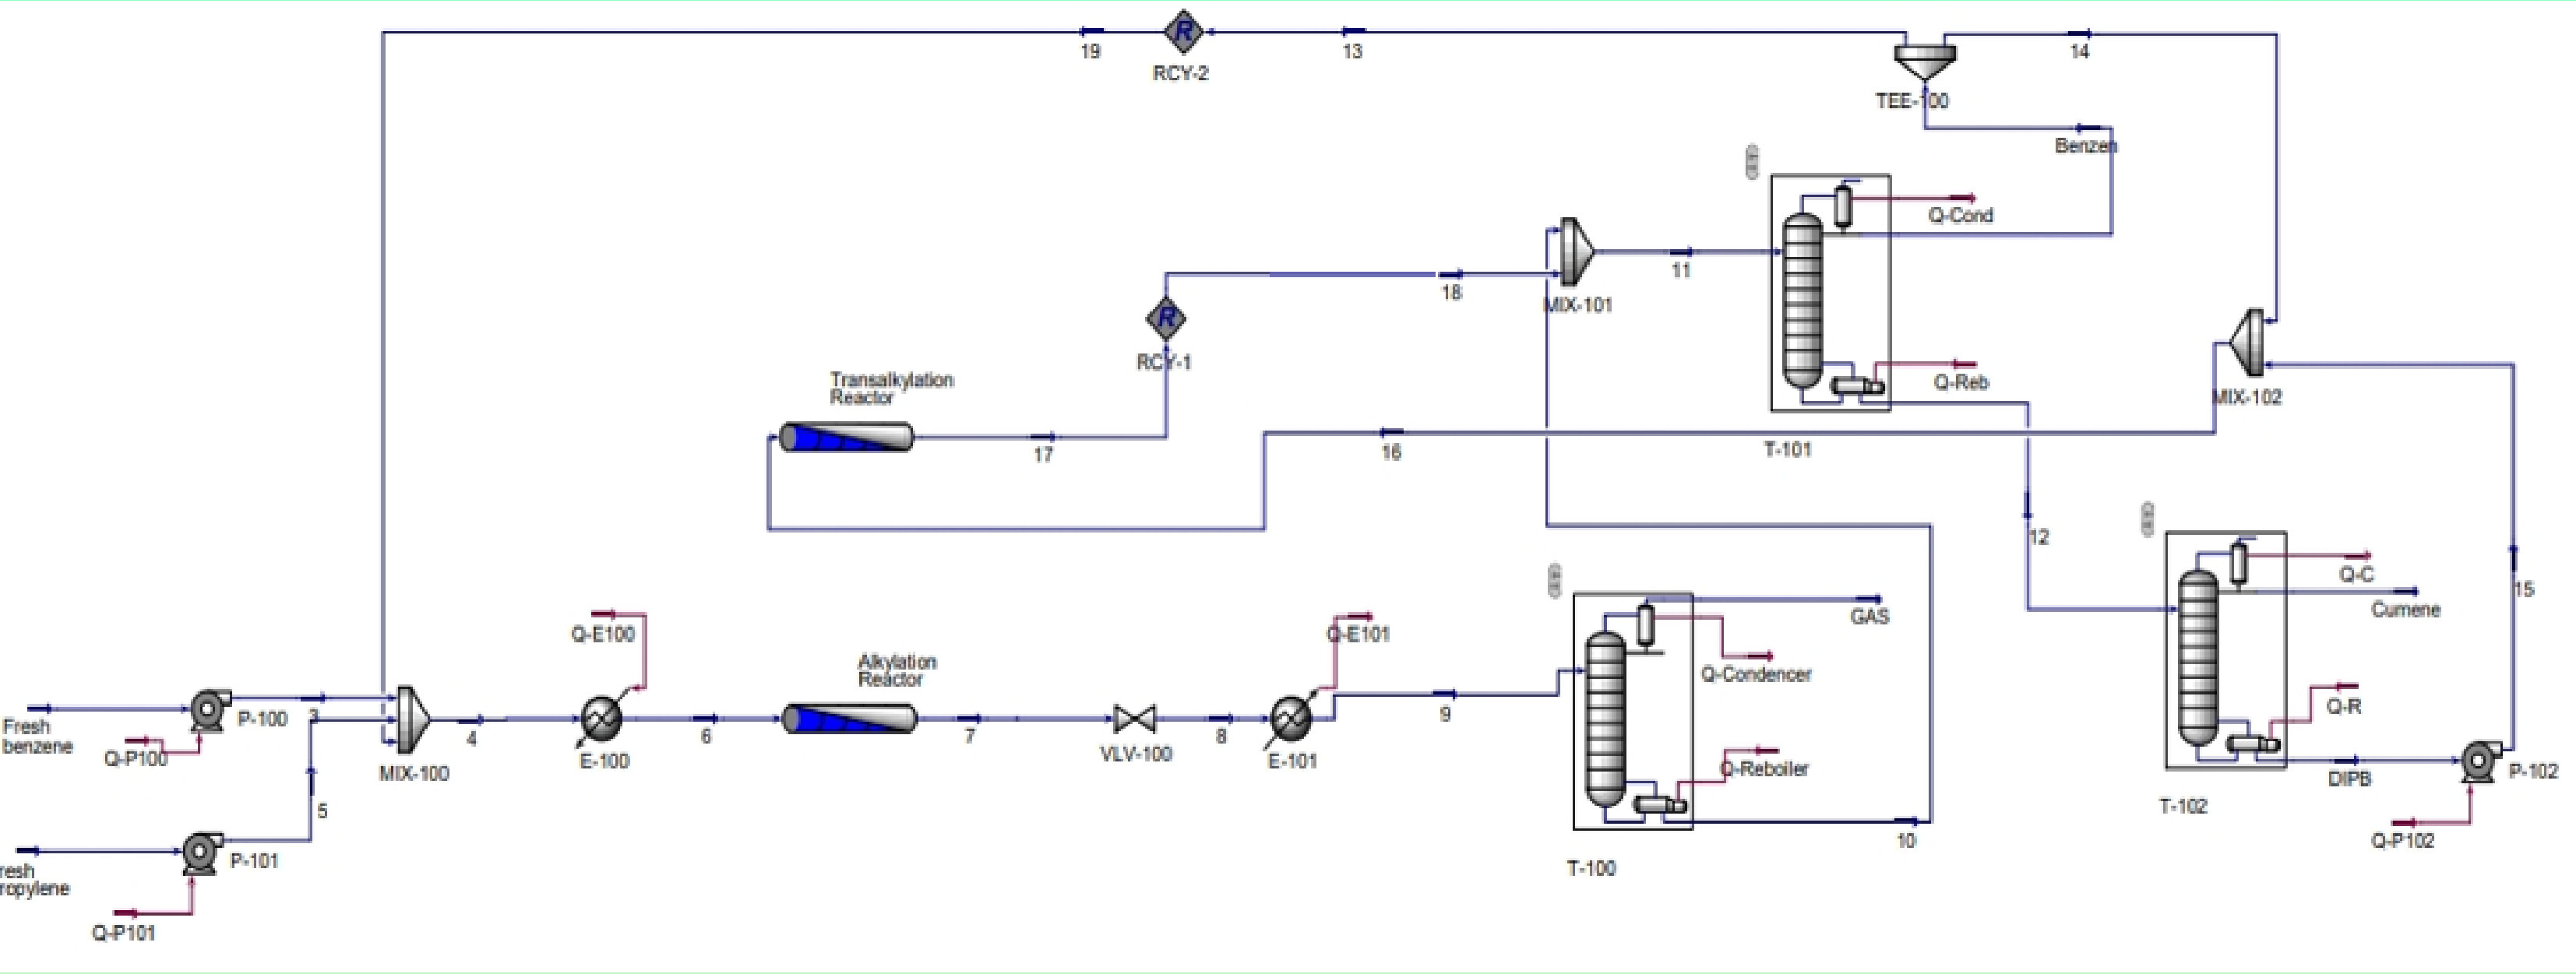 19
RCY-2
13
14
TEE-100
Benzen
Q-Cond
18
MIX-101
11
RCY-1
Q-Reb
MIX-102
Transalkylation
Reactor
17
16
T-101
12
Q-E100
Q-E101
GAS
Q-C
15
Cumene
Alkylation
Reactor
Q-Condencer
Fresh
benzene
P-100
3
Q-P100
4
MIX-100
E-100
6
7
VLV-100
8
E-101
9
Q-R
Q-Reboiler
DIPB
P-102
5
T-102
10
Q-P102
resh
ropylene
P-101
T-100
Q-P101
R
R